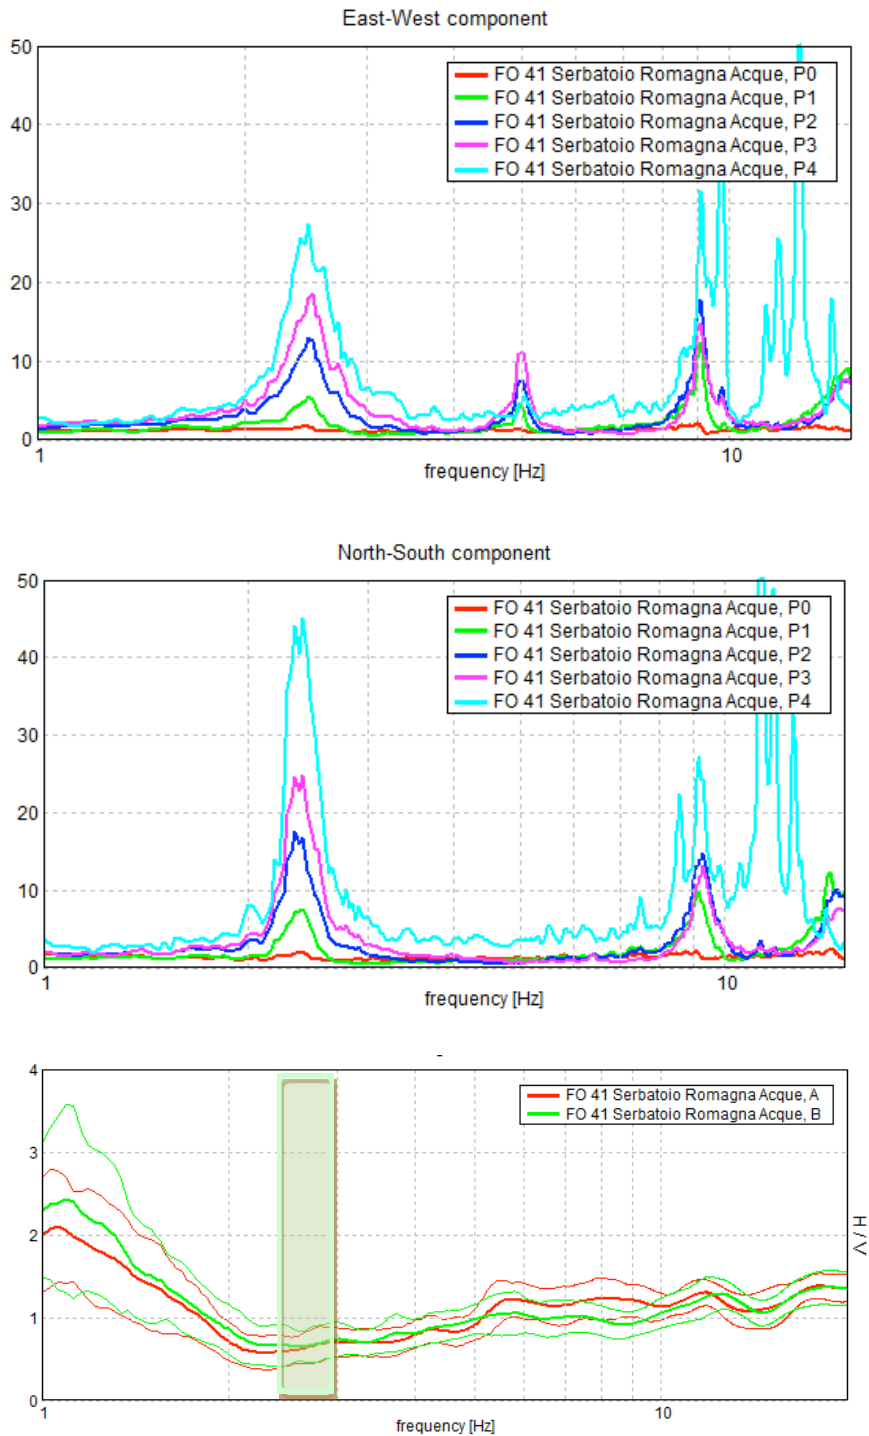 East-West component
50
40
30
20
10
0
FO 41 Serbatoio Romagna Acque, P0
FO 41 Serbatoio Romagna Acque, P1
FO 41 Serbatoio Romagna Acque, P2
FO 41 Serbatoio Romagna Acque, P3
FO 41 Serbatoio Romagna Acque, P4
1
10
frequency [Hz]
North-South component
50
40
30
20
10
0
FO 41 Serbatoio Romagna Acque, P0
FO 41 Serbatoio Romagna Acque, P1
FO 41 Serbatoio Romagna Acque, P2
FO 41 Serbatoio Romagna Acque, P3
FO 41 Serbatoio Romagna Acque, P4
1
10
frequency [Hz]
-
4
3
2
1
0
FO 41 Serbatoio Romagna Acque, A
FO 41 Serbatoio Romagna Acque, B
H / V
1
10
frequency [Hz]